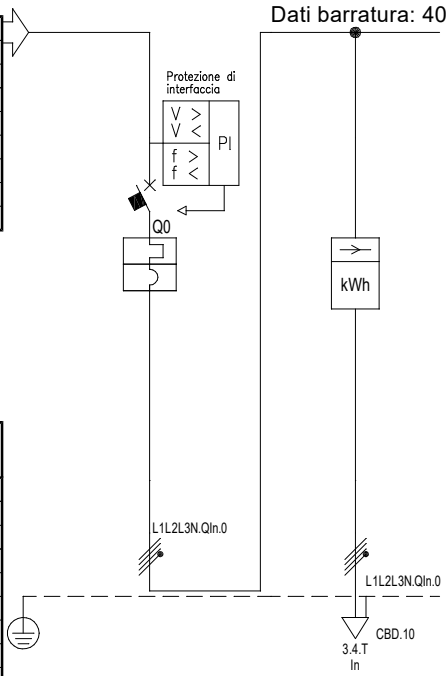 Dati barratura: 40
Protezione di
interfaccia
V >
V <
f >
f <
PI
Q0
kWh
L1L2L3N.QIn.0
L1L2L3N.QIn.0
CBD.10
3.4.T
In